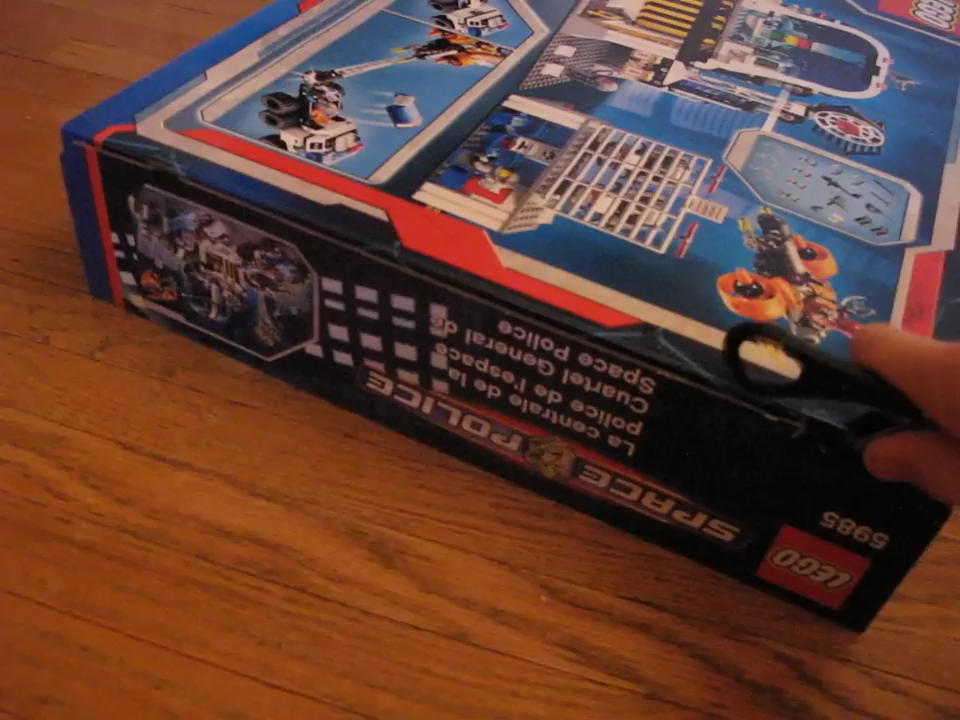 LEGO
5985
SPACE POLICE
La centrale de la
police de l'espace
Cuartel General de
Space Police
LEGO